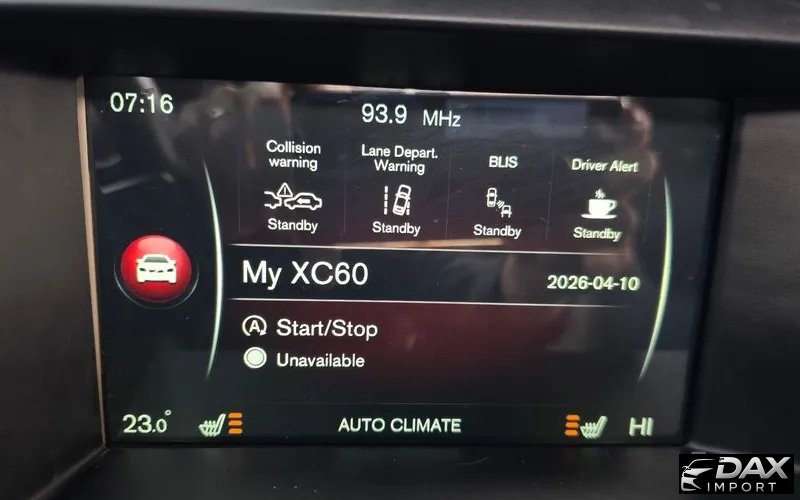 07:16
93.9 MHz
Collision
warning
Lane Depart.
Warning
BLIS
Driver Alert
Standby
Standby
Standby
Standby
My XC60
2026-04-10
A Start/Stop
Unavailable
23.0°
AUTO CLIMATE
HI
DAX
IMPORT